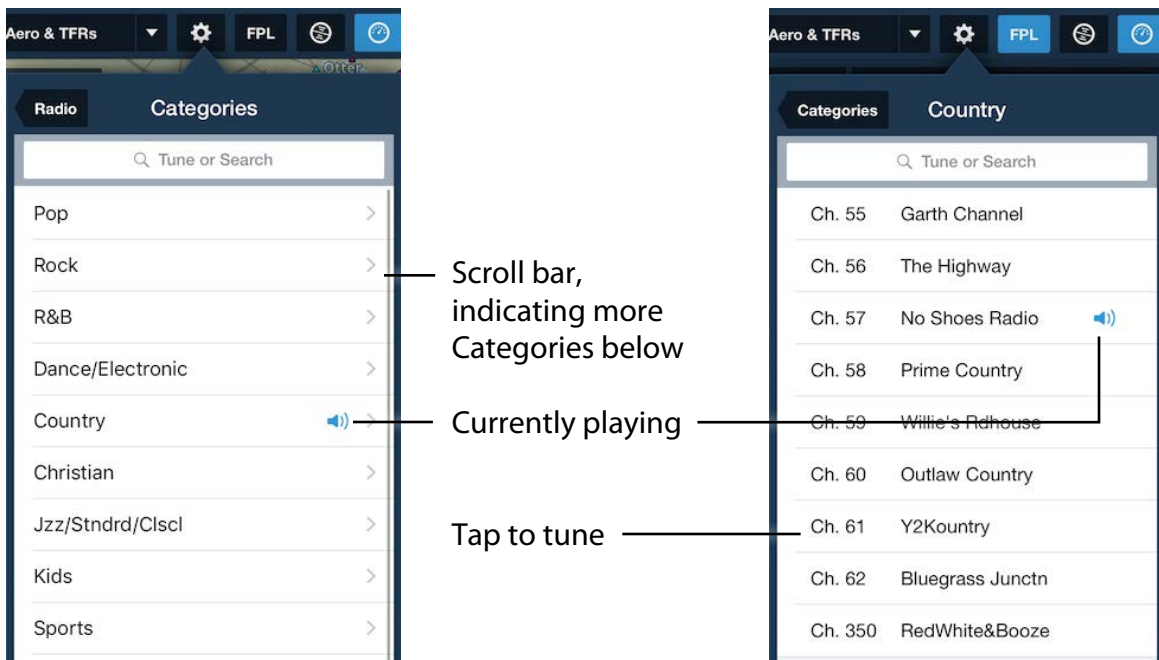 Aero & TFRs
FPL
Otter
Radio
Categories
Tune or Search
Pop
Rock
R&B
Dance/Electronic
Country
Christian
Jzz/Stndrd/Clscl
Kids
Sports
Scroll bar,
indicating more
Categories below
Currently playing
Tap to tune
Aero & TFRs
FPL
Categories
Country
Tune or Search
Ch. 55 Garth Channel
Ch. 56 The Highway
Ch. 57 No Shoes Radio
Ch. 58 Prime Country
Ch. 59 Willie's Rdhouse
Ch. 60 Outlaw Country
Ch. 61 Y2Kountry
Ch. 62 Bluegrass Junctn
Ch. 350 RedWhite&Booze